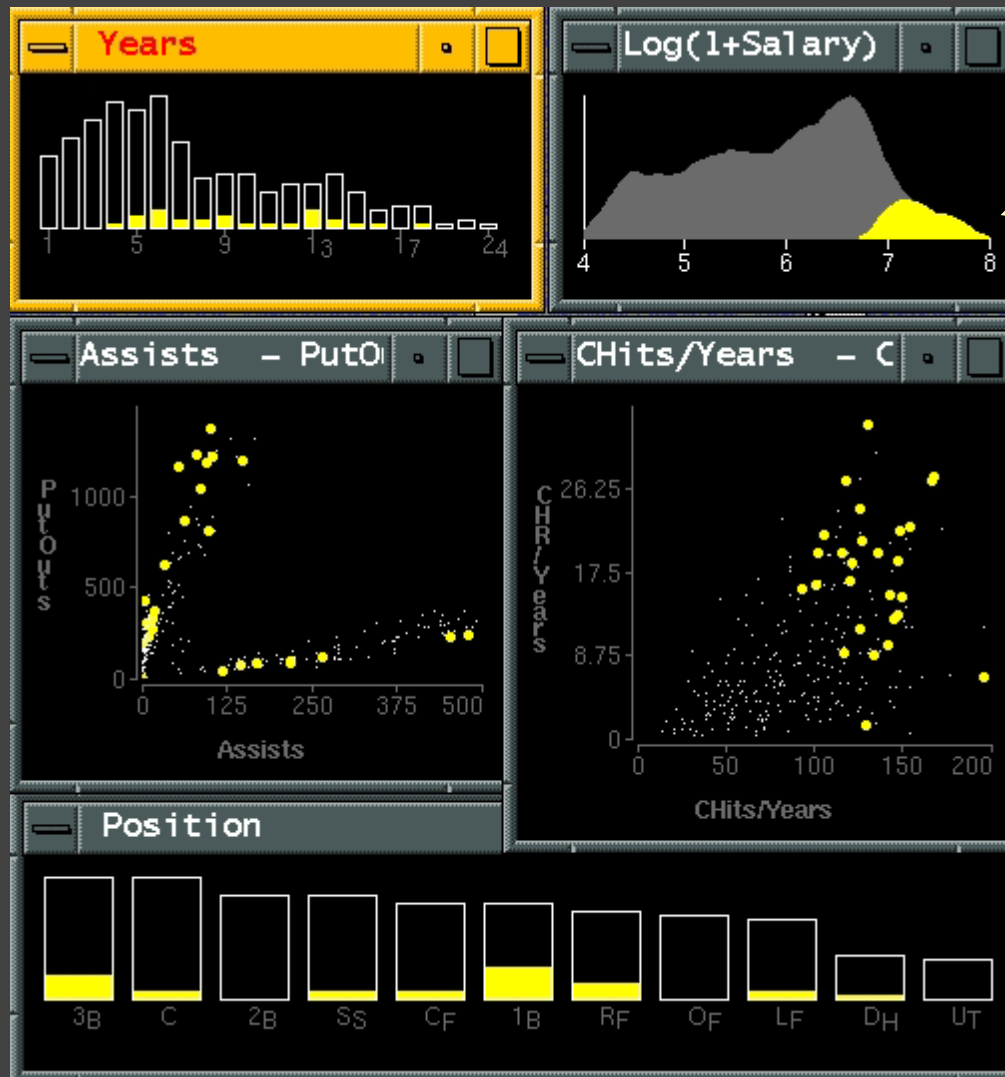 Years
1 5 9 13 17 24
Log(1+Salary)
4 5 6 7 8
Assists - PutOu
PutOuts
1000
500
0
0 125 250 375 500
Assists
CHits/Years - C
CHR/Years
26.25
17.5
8.75
0
0 50 100 150 200
CHits/Years
Position
3B C 2B SS CF 1B RF OF LF DH UT